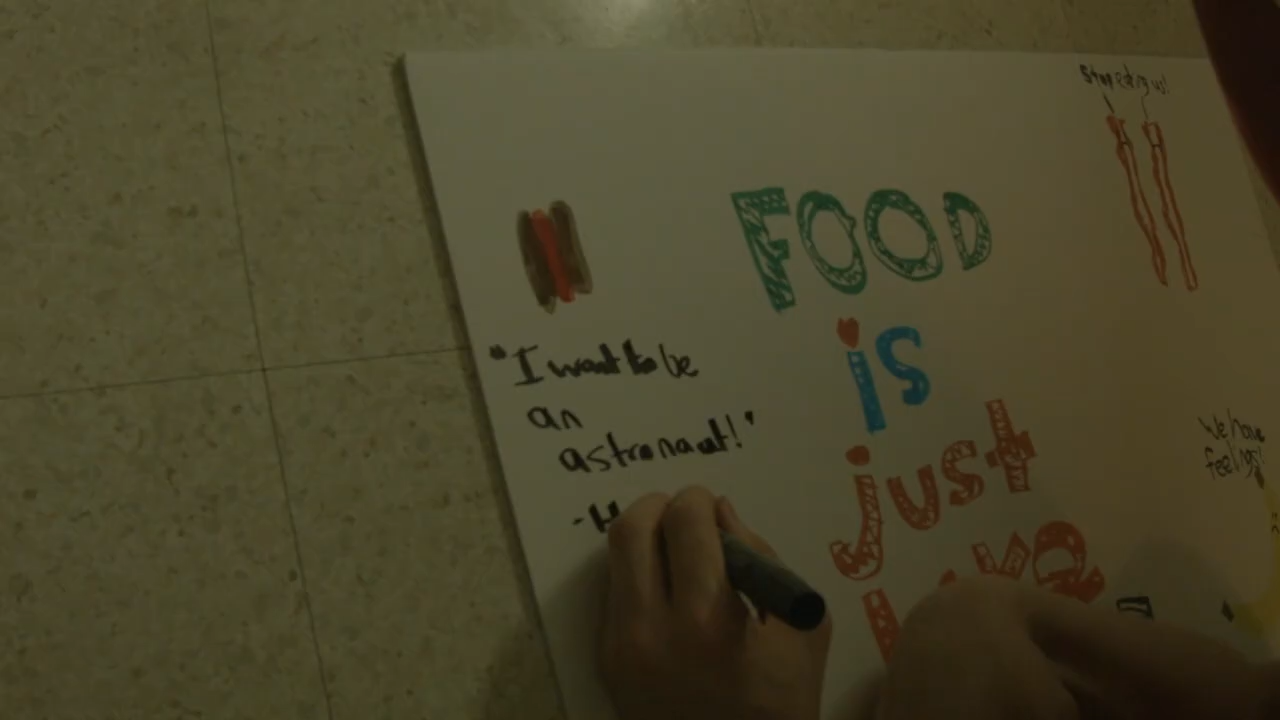 Stop eating us!
FOOD
is
just
"I want to be
an
astronaut!"
-H
We have
feelings!